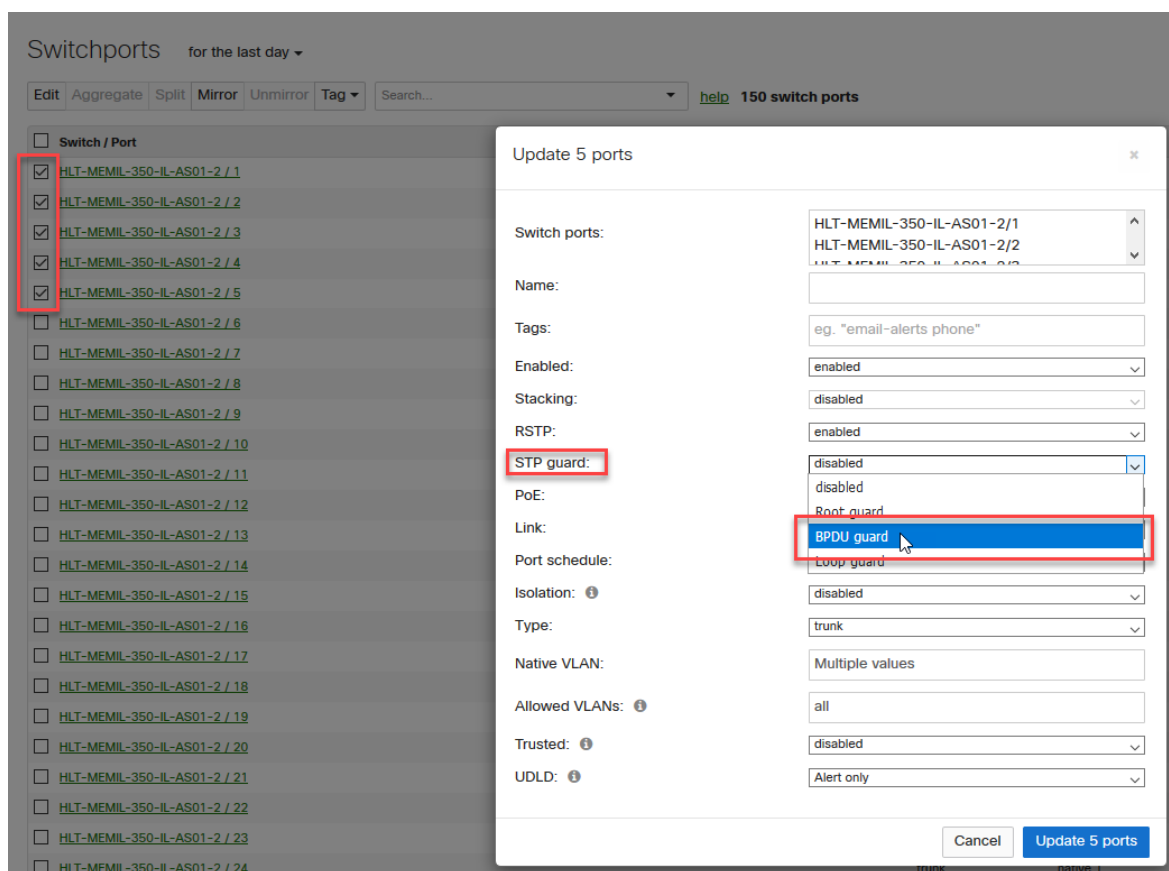 Switchports for the last day
Edit Aggregate Split Mirror Unmirror Tag Search... help 150 switch ports
Switch / Port
HLT-MEMIL-350-IL-AS01-2 / 1
HLT-MEMIL-350-IL-AS01-2 / 2
HLT-MEMIL-350-IL-AS01-2 / 3
HLT-MEMIL-350-IL-AS01-2 / 4
HLT-MEMIL-350-IL-AS01-2 / 5
HLT-MEMIL-350-IL-AS01-2 / 6
HLT-MEMIL-350-IL-AS01-2 / 7
HLT-MEMIL-350-IL-AS01-2 / 8
HLT-MEMIL-350-IL-AS01-2 / 9
HLT-MEMIL-350-IL-AS01-2 / 10
HLT-MEMIL-350-IL-AS01-2 / 11
HLT-MEMIL-350-IL-AS01-2 / 12
HLT-MEMIL-350-IL-AS01-2 / 13
HLT-MEMIL-350-IL-AS01-2 / 14
HLT-MEMIL-350-IL-AS01-2 / 15
HLT-MEMIL-350-IL-AS01-2 / 16
HLT-MEMIL-350-IL-AS01-2 / 17
HLT-MEMIL-350-IL-AS01-2 / 18
HLT-MEMIL-350-IL-AS01-2 / 19
HLT-MEMIL-350-IL-AS01-2 / 20
HLT-MEMIL-350-IL-AS01-2 / 21
HLT-MEMIL-350-IL-AS01-2 / 22
HLT-MEMIL-350-IL-AS01-2 / 23
HLT-MEMIL-350-IL-AS01-2 / 24
trunk native 1
Update 5 ports
Switch ports:
HLT-MEMIL-350-IL-AS01-2/1
HLT-MEMIL-350-IL-AS01-2/2
HLT-MEMIL-350-IL-AS01-2/3
Name:
Tags: eg. "email-alerts phone"
Enabled: enabled
Stacking: disabled
RSTP: enabled
STP guard: disabled
disabled
Root guard
BPDU guard
Loop guard
PoE:
Link:
Port schedule:
Isolation: disabled
Type: trunk
Native VLAN: Multiple values
Allowed VLANs: all
Trusted: disabled
UDLD: Alert only
Cancel Update 5 ports